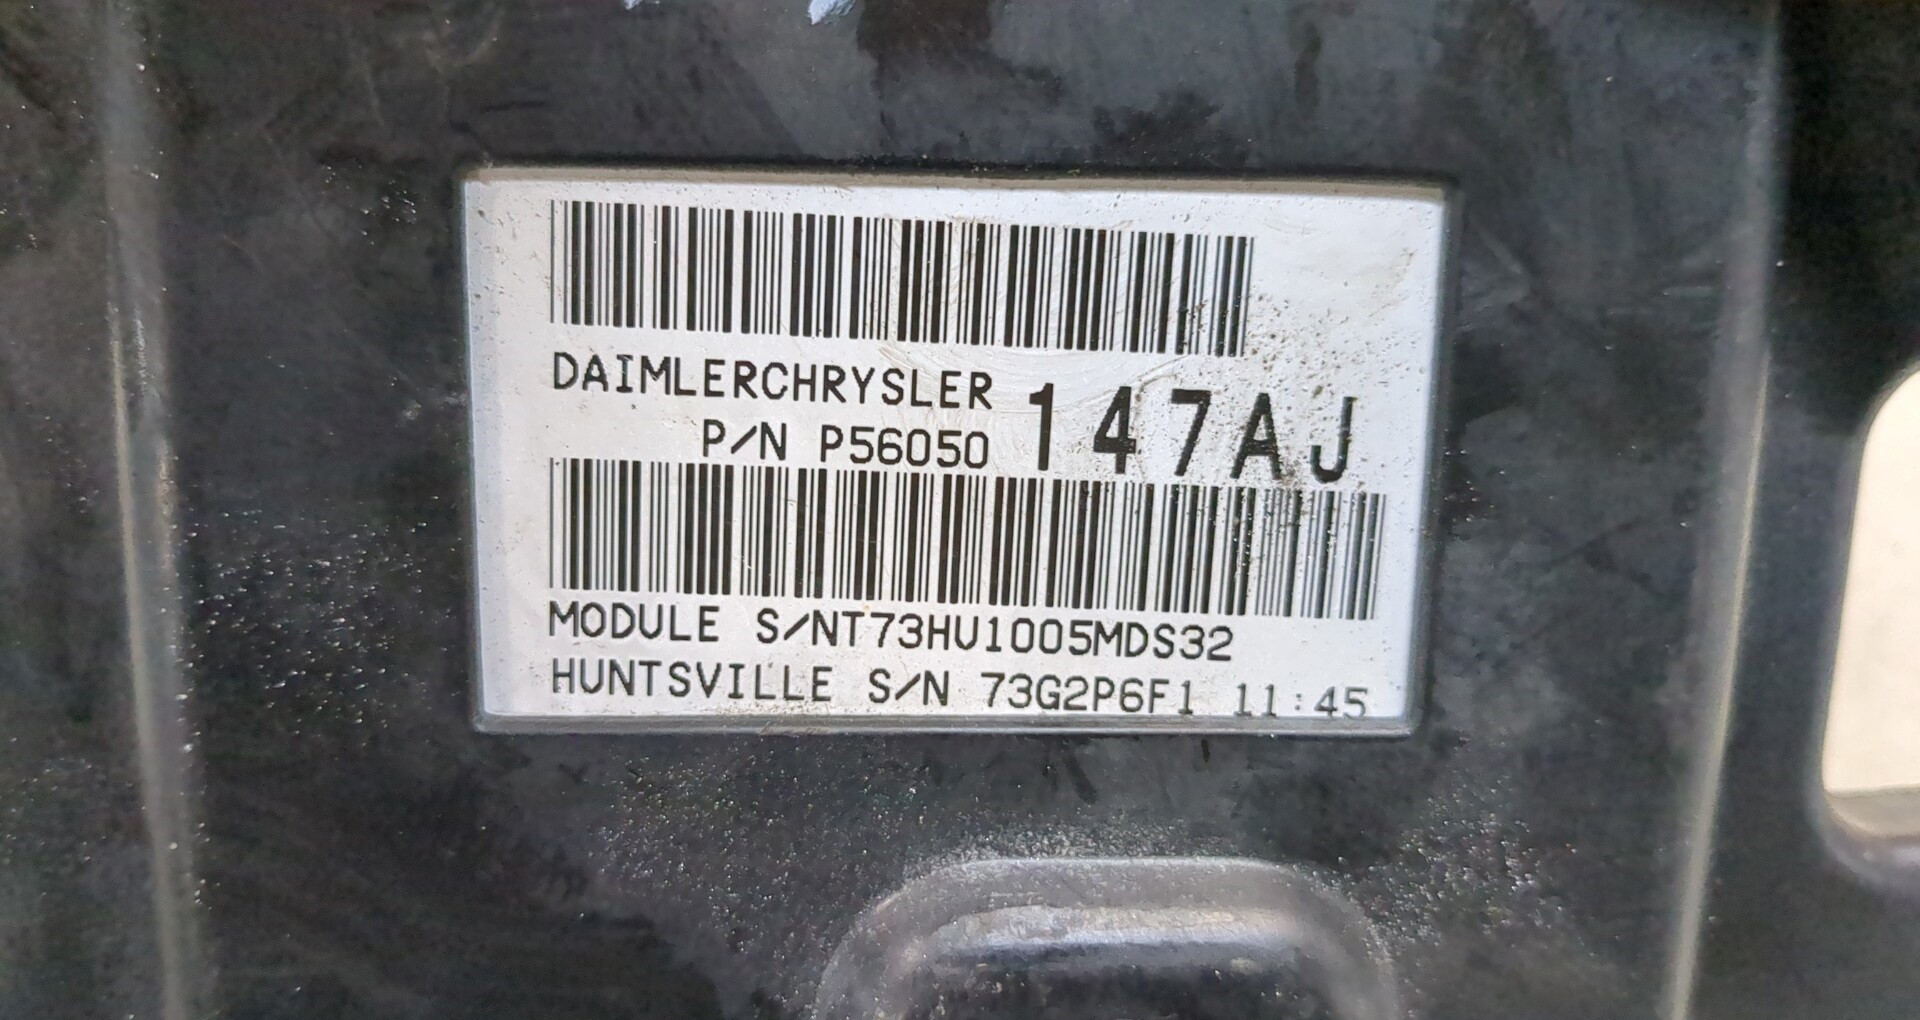 DAIMLERCHRYSLER
P/N P56050 147AJ
MODULE S/NT73HU1005MDS32
HUNTSVILLE S/N 73G2P6F1 11:45